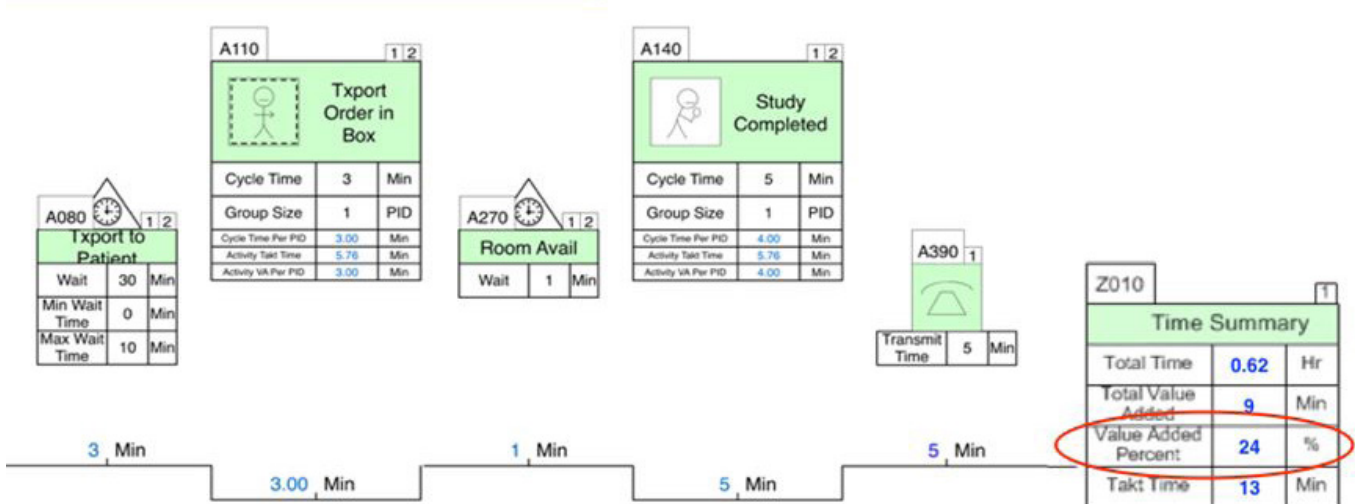 A110
1 2
Txport
Order in
Box
Cycle Time 3 Min
Group Size 1 PID
Cycle Time Per PID 3.00 Min
Activity Takt Time 5.76 Min
Activity VA Per PID 3.00 Min
A140
1 2
Study
Completed
Cycle Time 5 Min
Group Size 1 PID
Cycle Time Per PID 4.00 Min
Activity Takt Time 5.76 Min
Activity VA Per PID 4.00 Min
A080
1 2
Txport to
Patient
Wait 30 Min
Min Wait
Time 0 Min
Max Wait
Time 10 Min
A270
1 2
Room Avail
Wait 1 Min
A390 1
Transmit
Time 5 Min
Z010
1
Time Summary
Total Time 0.62 Hr
Total Value
Added 9 Min
Value Added
Percent 24 %
Takt Time 13 Min
3 Min
3.00 Min
1 Min
5 Min
5 Min